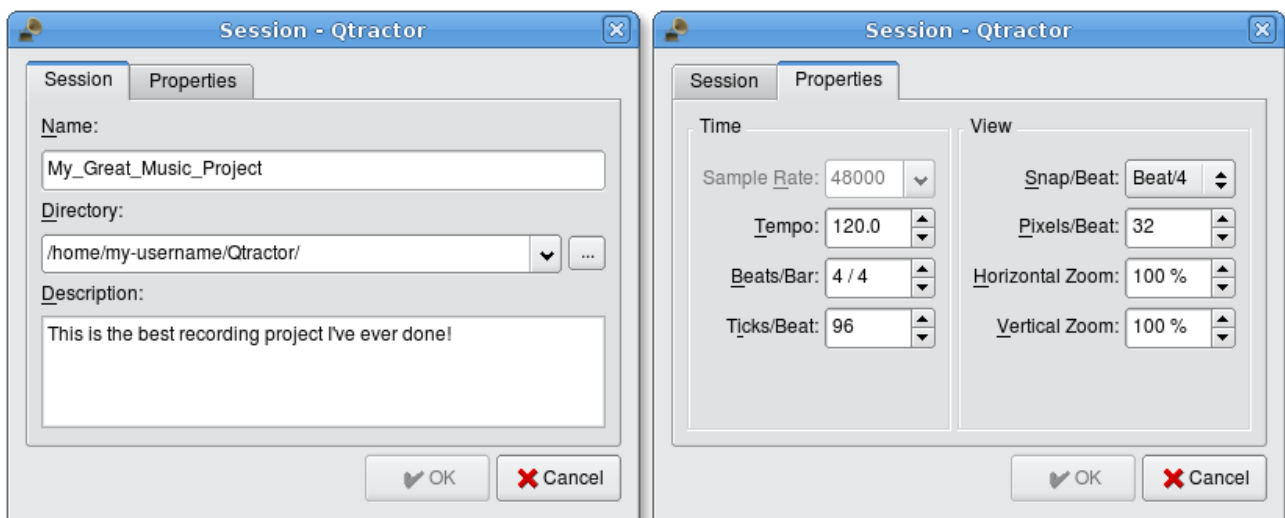 Session - Qtractor
Session Properties
Name:
My_Great_Music_Project
Directory:
/home/my-username/Qtractor/ ...
Description:
This is the best recording project I've ever done!
OK Cancel
Session - Qtractor
Session Properties
Time
Sample Rate: 48000
Tempo: 120.0
Beats/Bar: 4 / 4
Ticks/Beat: 96
View
Snap/Beat: Beat/4
Pixels/Beat: 32
Horizontal Zoom: 100 %
Vertical Zoom: 100 %
OK Cancel